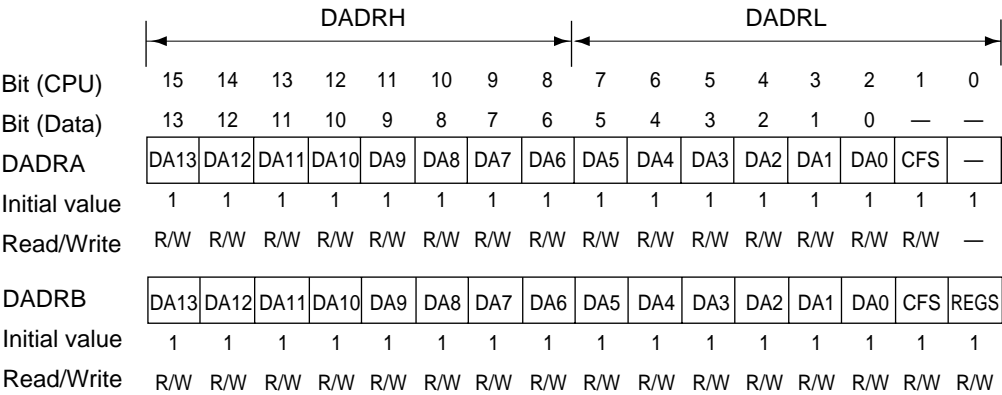 DADRH DADRL
Bit (CPU) 15 14 13 12 11 10 9 8 7 6 5 4 3 2 1 0
Bit (Data) 13 12 11 10 9 8 7 6 5 4 3 2 1 0 — —
DADRA DA13 DA12 DA11 DA10 DA9 DA8 DA7 DA6 DA5 DA4 DA3 DA2 DA1 DA0 CFS —
Initial value 1 1 1 1 1 1 1 1 1 1 1 1 1 1 1 1
Read/Write R/W R/W R/W R/W R/W R/W R/W R/W R/W R/W R/W R/W R/W R/W R/W —
DADRB DA13 DA12 DA11 DA10 DA9 DA8 DA7 DA6 DA5 DA4 DA3 DA2 DA1 DA0 CFS REGS
Initial value 1 1 1 1 1 1 1 1 1 1 1 1 1 1 1 1
Read/Write R/W R/W R/W R/W R/W R/W R/W R/W R/W R/W R/W R/W R/W R/W R/W R/W